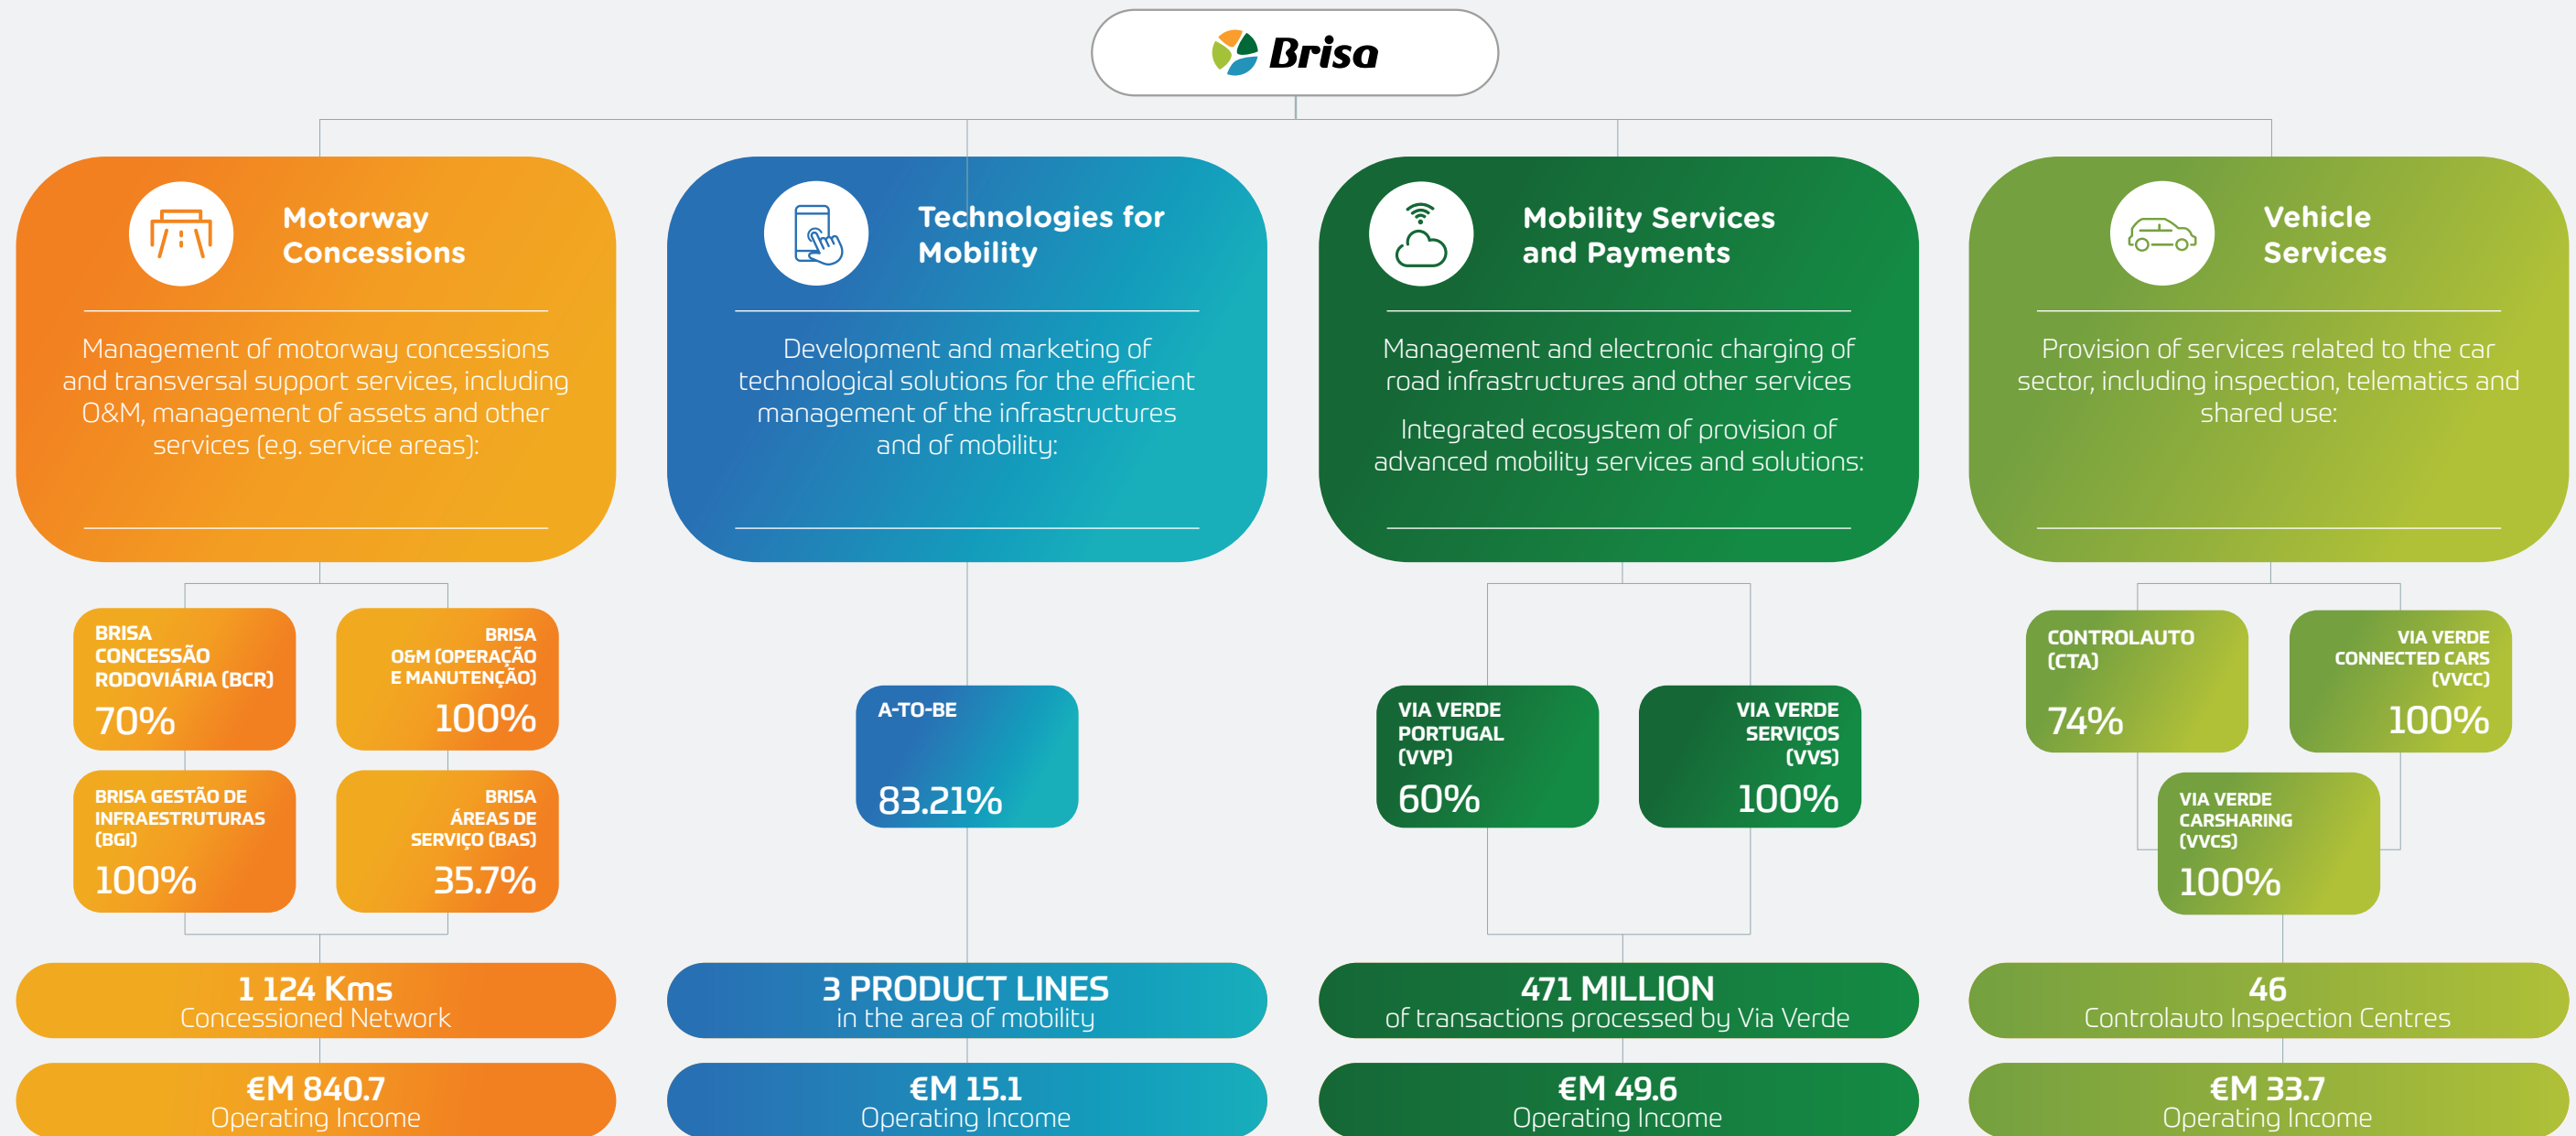 Brisa
Motorway
Concessions
Management of motorway concessions
and transversal support services, including
O&M, management of assets and other
services (e.g. service areas):
BRISA
CONCESSÃO
RODOVIÁRIA (BCR)
70%
BRISA
O&M (OPERAÇÃO
E MANUTENÇÃO)
100%
BRISA GESTÃO DE
INFRAESTRUTURAS
(BGI)
100%
BRISA
ÁREAS DE
SERVIÇO (BAS)
35.7%
1 124 Kms
Concessioned Network
€M 840.7
Operating Income
Technologies for
Mobility
Development and marketing of
technological solutions for the efficient
management of the infrastructures
and of mobility:
A-TO-BE
83.21%
3 PRODUCT LINES
in the area of mobility
€M 15.1
Operating Income
Mobility Services
and Payments
Management and electronic charging of
road infrastructures and other services
Integrated ecosystem of provision of
advanced mobility services and solutions:
VIA VERDE
PORTUGAL
(VVP)
60%
VIA VERDE
SERVIÇOS
(VVS)
100%
471 MILLION
of transactions processed by Via Verde
€M 49.6
Operating Income
Vehicle
Services
Provision of services related to the car
sector, including inspection, telematics and
shared use:
CONTROLAUTO
(CTA)
74%
VIA VERDE
CONNECTED CARS
(VVCC)
100%
VIA VERDE
CARSHARING
(VVCS)
100%
46
Controlauto Inspection Centres
€M 33.7
Operating Income